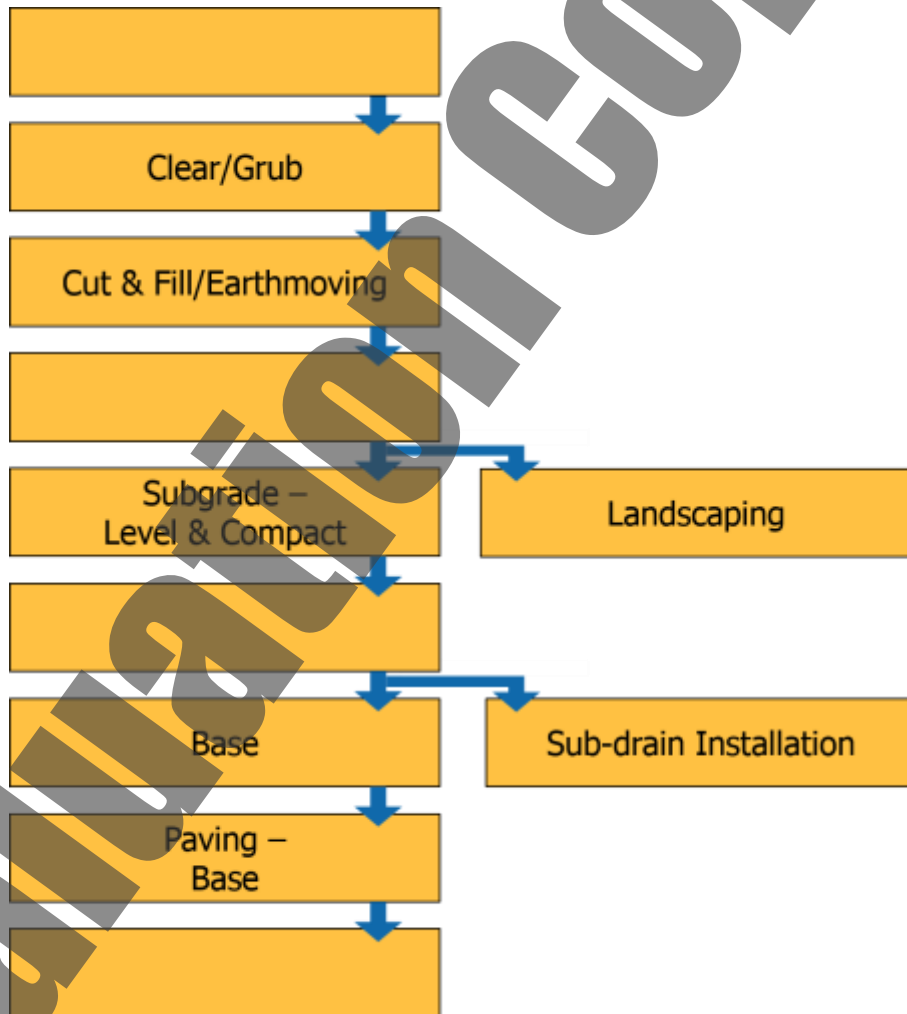 Clear/Grub
Cut & Fill/Earthmoving
Subgrade –
Level & Compact
Landscaping
Base
Sub-drain Installation
Paving –
Base